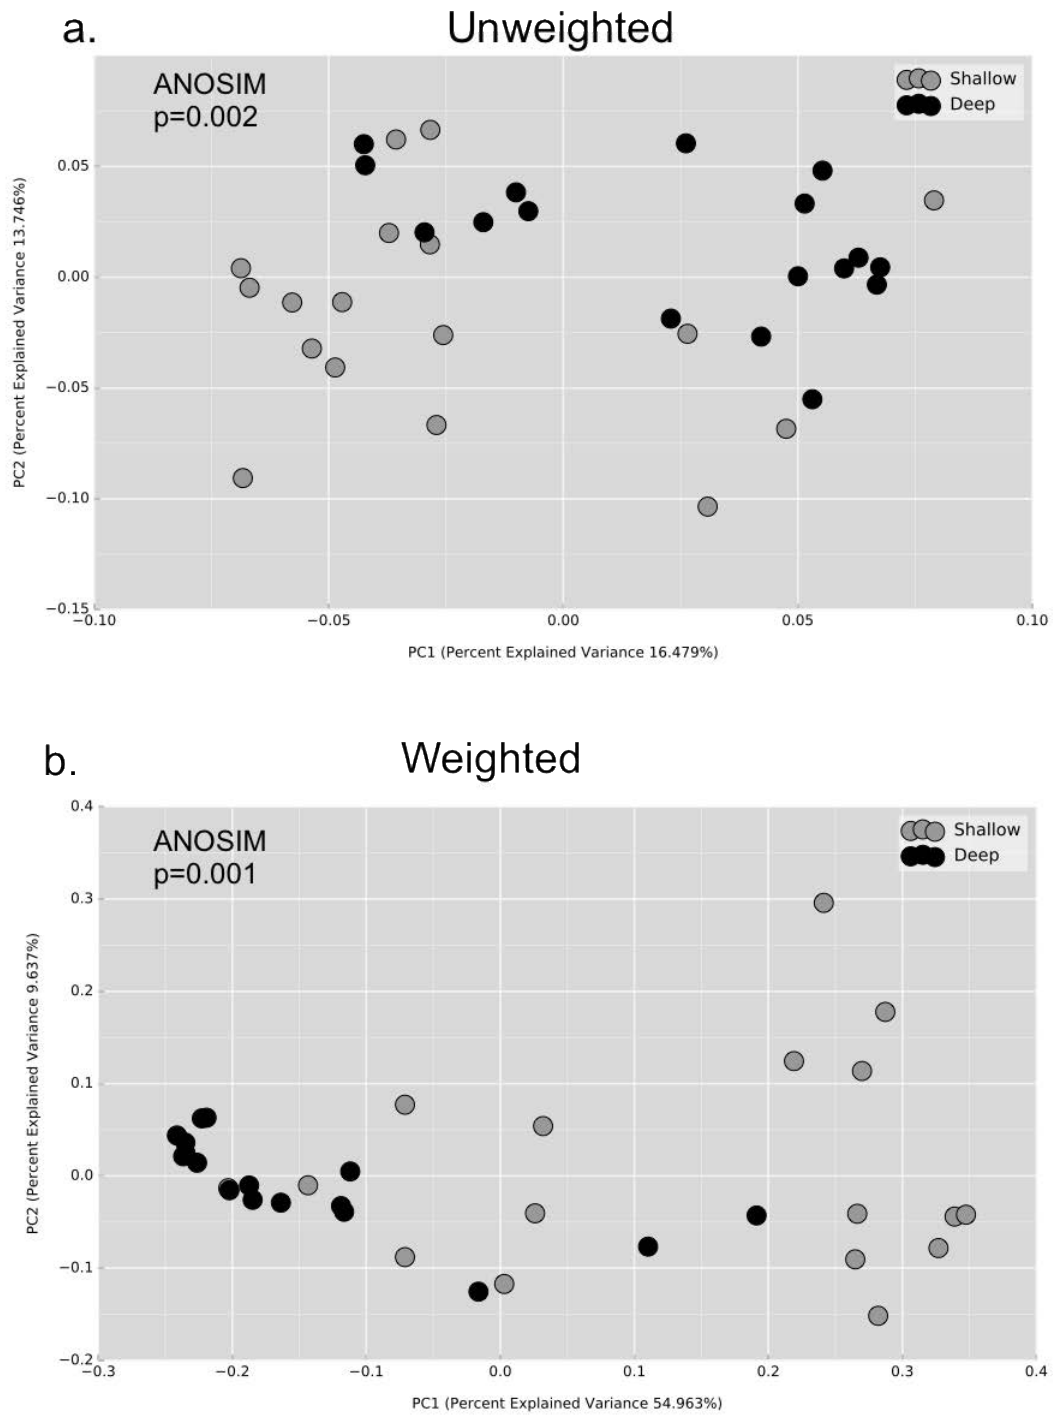 a.
Unweighted
ANOSIM
p=0.002
Shallow
Deep
0.05
0.00
−0.05
−0.10
−0.15
PC2 (Percent Explained Variance 13.746%)
−0.10 −0.05 0.00 0.05 0.10
PC1 (Percent Explained Variance 16.479%)
b.
Weighted
ANOSIM
p=0.001
Shallow
Deep
0.4
0.3
0.2
0.1
0.0
−0.1
−0.2
PC2 (Percent Explained Variance 9.637%)
−0.3 −0.2 −0.1 0.0 0.1 0.2 0.3 0.4
PC1 (Percent Explained Variance 54.963%)